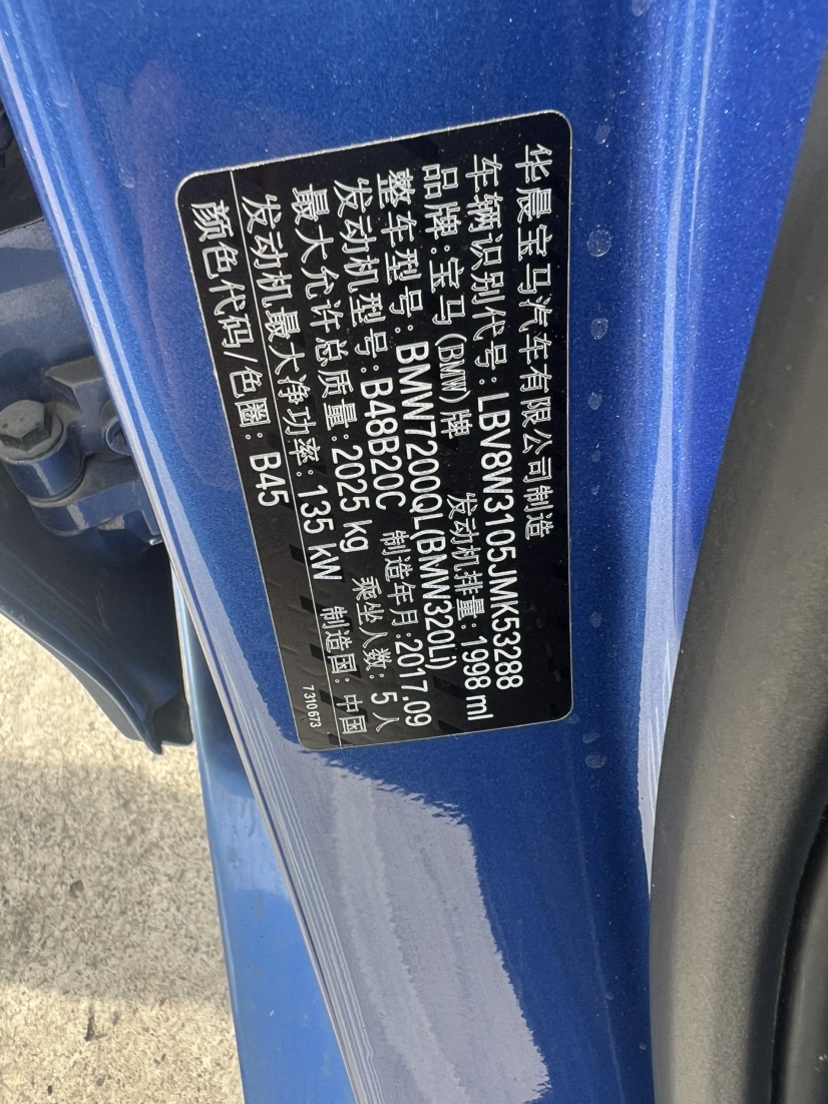 华晨宝马汽车有限公司制造
车辆识别代号: LBV8W3105JMK53288
品牌: 宝马(BMW)牌 发动机排量: 1998 ml
整车型号: BMW7200QL(BMW320Li)
发动机型号: B48B20C 制造年月: 2017.09
最大允许总质量: 2025 kg 乘坐人数: 5 人
发动机最大净功率: 135 kW 制造国: 中国
颜色代码/色圈: B45
7 310 673